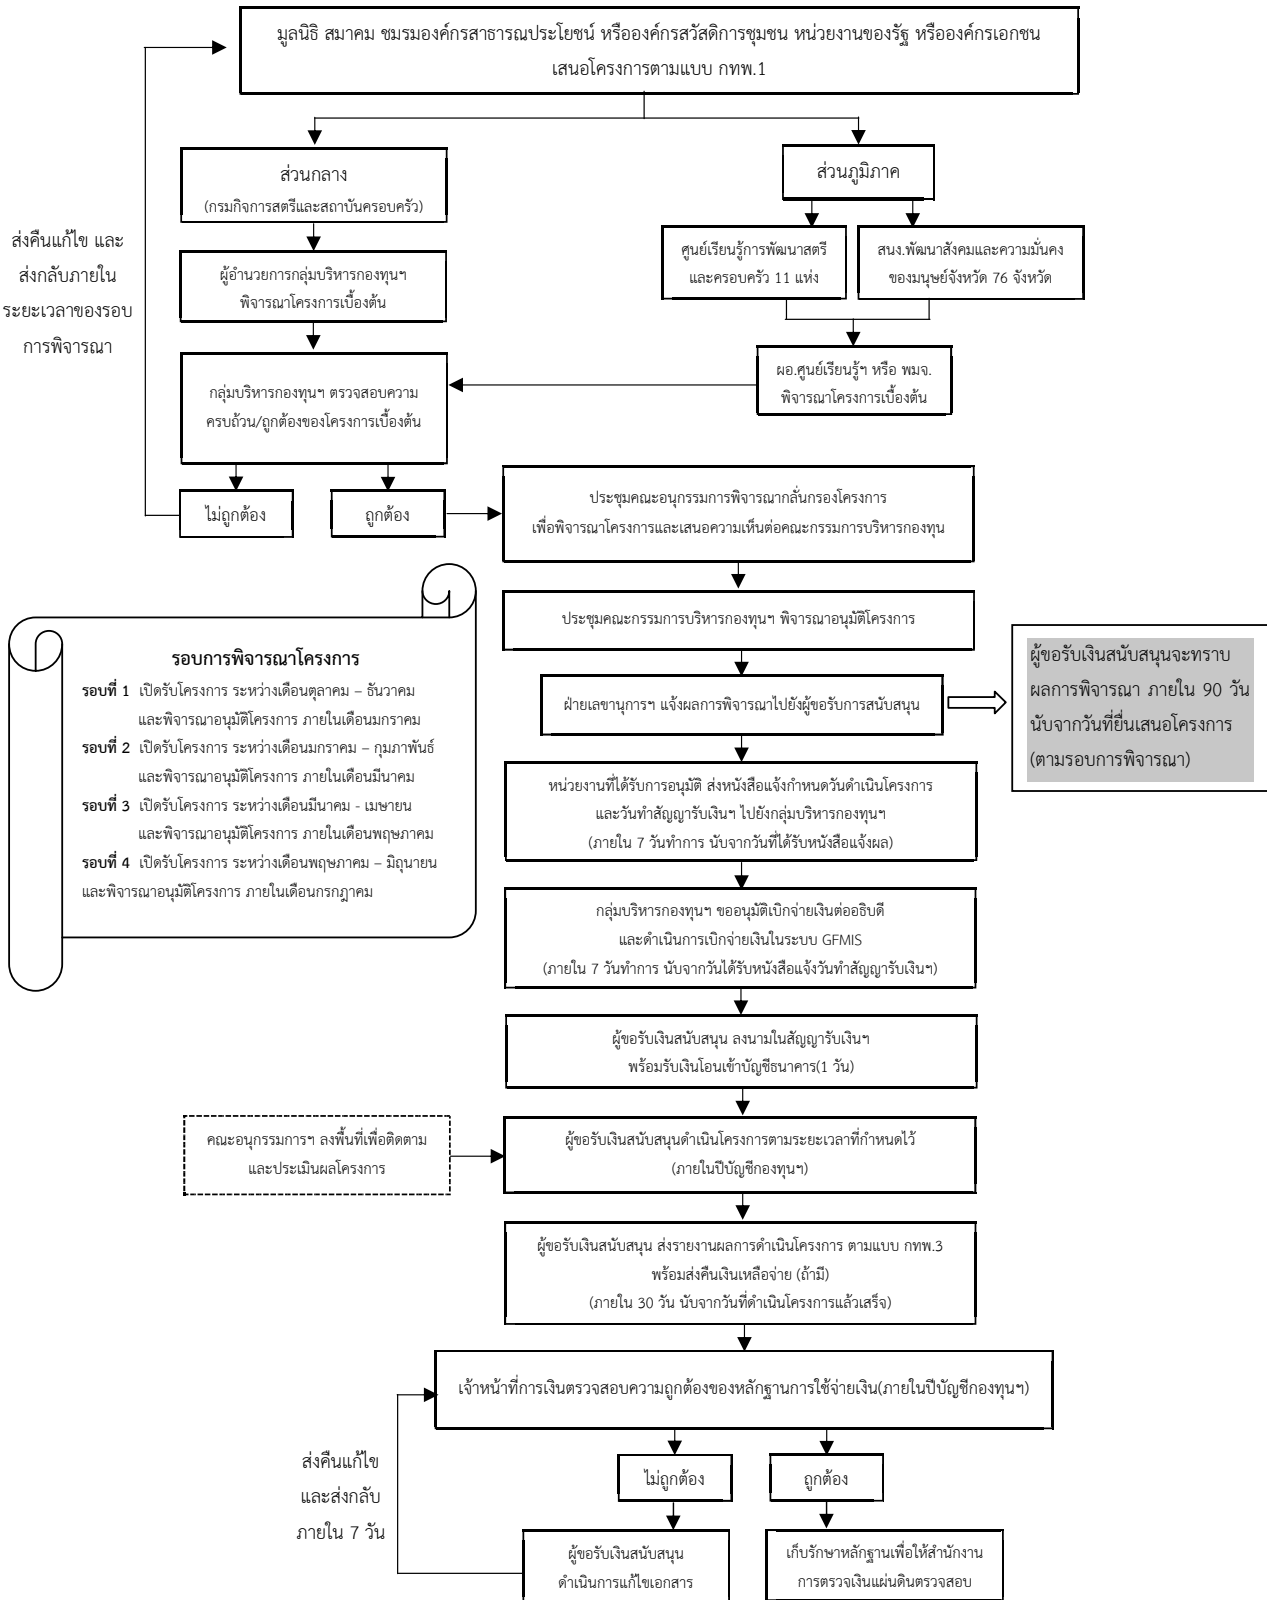 มูลนิธิ สมาคม ชมรมองค์กรสาธารณประโยชน์ หรือองค์กรสวัสดิการชุมชน หน่วยงานของรัฐ หรือองค์กรเอกชน
เสนอโครงการตามแบบ กทพ.1
ส่วนกลาง
(กรมกิจการสตรีและสถาบันครอบครัว)
ส่วนภูมิภาค
ส่งคืนแก้ไข และ
ส่งกลับภายใน
ระยะเวลาของรอบ
การพิจารณา
ผู้อำนวยการกลุ่มบริหารกองทุนฯ
พิจารณาโครงการเบื้องต้น
ศูนย์เรียนรู้การพัฒนาสตรี
และครอบครัว 11 แห่ง
สนง.พัฒนาสังคมและความมั่นคง
ของมนุษย์จังหวัด 76 จังหวัด
กลุ่มบริหารกองทุนฯ ตรวจสอบความ
ครบถ้วน/ถูกต้องของโครงการเบื้องต้น
ผอ.ศูนย์เรียนรู้ฯ หรือ พมจ.
พิจารณาโครงการเบื้องต้น
ไม่ถูกต้อง
ถูกต้อง
ประชุมคณะอนุกรรมการพิจารณากลั่นกรองโครงการ
เพื่อพิจารณาโครงการและเสนอความเห็นต่อคณะกรรมการบริหารกองทุน
ประชุมคณะกรรมการบริหารกองทุนฯ พิจารณาอนุมัติโครงการ
ฝ่ายเลขานุการฯ แจ้งผลการพิจารณาไปยังผู้ขอรับการสนับสนุน
ผู้ขอรับเงินสนับสนุนจะทราบ
ผลการพิจารณา ภายใน 90 วัน
นับจากวันที่ยื่นเสนอโครงการ
(ตามรอบการพิจารณา)
รอบการพิจารณาโครงการ
รอบที่ 1 เปิดรับโครงการ ระหว่างเดือนตุลาคม – ธันวาคม
และพิจารณาอนุมัติโครงการ ภายในเดือนมกราคม
รอบที่ 2 เปิดรับโครงการ ระหว่างเดือนมกราคม – กุมภาพันธ์
และพิจารณาอนุมัติโครงการ ภายในเดือนมีนาคม
รอบที่ 3 เปิดรับโครงการ ระหว่างเดือนมีนาคม - เมษายน
และพิจารณาอนุมัติโครงการ ภายในเดือนพฤษภาคม
รอบที่ 4 เปิดรับโครงการ ระหว่างเดือนพฤษภาคม – มิถุนายน
และพิจารณาอนุมัติโครงการ ภายในเดือนกรกฎาคม
หน่วยงานที่ได้รับการอนุมัติ ส่งหนังสือแจ้งกำหนดวันดำเนินโครงการ
และวันทำสัญญารับเงินฯ ไปยังกลุ่มบริหารกองทุนฯ
(ภายใน 7 วันทำการ นับจากวันที่ได้รับหนังสือแจ้งผล)
กลุ่มบริหารกองทุนฯ ขออนุมัติเบิกจ่ายเงินต่ออธิบดี
และดำเนินการเบิกจ่ายเงินในระบบ GFMIS
(ภายใน 7 วันทำการ นับจากวันได้รับหนังสือแจ้งวันทำสัญญารับเงินฯ)
ผู้ขอรับเงินสนับสนุน ลงนามในสัญญารับเงินฯ
พร้อมรับเงินโอนเข้าบัญชีธนาคาร(1 วัน)
คณะอนุกรรมการฯ ลงพื้นที่เพื่อติดตาม
และประเมินผลโครงการ
ผู้ขอรับเงินสนับสนุนดำเนินโครงการตามระยะเวลาที่กำหนดไว้
(ภายในปีบัญชีกองทุนฯ)
ผู้ขอรับเงินสนับสนุน ส่งรายงานผลการดำเนินโครงการ ตามแบบ กทพ.3
พร้อมส่งคืนเงินเหลือจ่าย (ถ้ามี)
(ภายใน 30 วัน นับจากวันที่ดำเนินโครงการแล้วเสร็จ)
เจ้าหน้าที่การเงินตรวจสอบความถูกต้องของหลักฐานการใช้จ่ายเงิน(ภายในปีบัญชีกองทุนฯ)
ส่งคืนแก้ไข
และส่งกลับ
ภายใน 7 วัน
ไม่ถูกต้อง
ถูกต้อง
ผู้ขอรับเงินสนับสนุน
ดำเนินการแก้ไขเอกสาร
เก็บรักษาหลักฐานเพื่อให้สำนักงาน
การตรวจเงินแผ่นดินตรวจสอบ